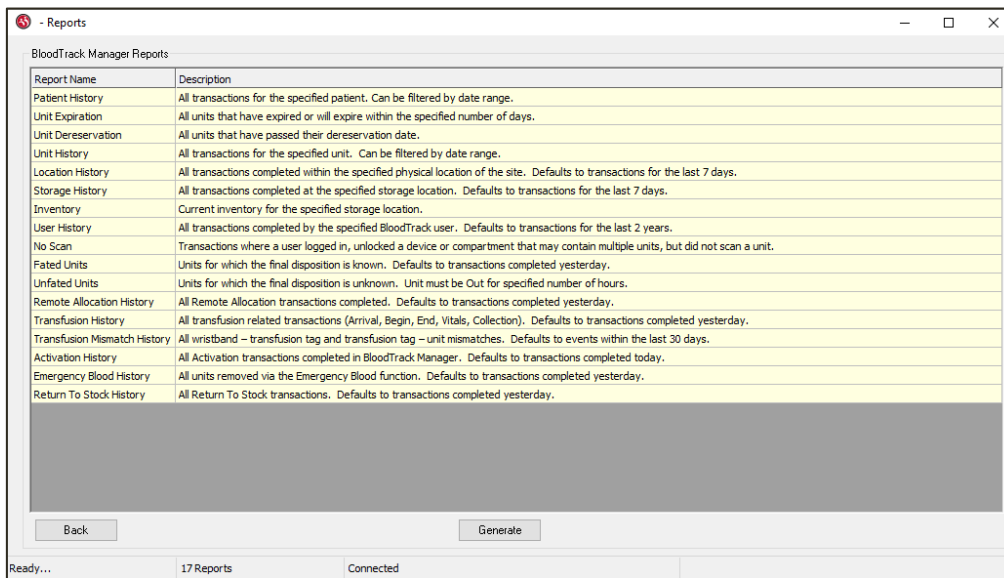 - Reports
BloodTrack Manager Reports
Report Name Description
Patient History All transactions for the specified patient. Can be filtered by date range.
Unit Expiration All units that have expired or will expire within the specified number of days.
Unit Dereservation All units that have passed their dereservation date.
Unit History All transactions for the specified unit. Can be filtered by date range.
Location History All transactions completed within the specified physical location of the site. Defaults to transactions for the last 7 days.
Storage History All transactions completed at the specified storage location. Defaults to transactions for the last 7 days.
Inventory Current inventory for the specified storage location.
User History All transactions completed by the specified BloodTrack user. Defaults to transactions for the last 2 years.
No Scan Transactions where a user logged in, unlocked a device or compartment that may contain multiple units, but did not scan a unit.
Fated Units Units for which the final disposition is known. Defaults to transactions completed yesterday.
Unfated Units Units for which the final disposition is unknown. Unit must be Out for specified number of hours.
Remote Allocation History All Remote Allocation transactions completed. Defaults to transactions completed yesterday.
Transfusion History All transfusion related transactions (Arrival, Begin, End, Vitals, Collection). Defaults to transactions completed yesterday.
Transfusion Mismatch History All wristband – transfusion tag and transfusion tag – unit mismatches. Defaults to events within the last 30 days.
Activation History All Activation transactions completed in BloodTrack Manager. Defaults to transactions completed today.
Emergency Blood History All units removed via the Emergency Blood function. Defaults to transactions completed yesterday.
Return To Stock History All Return To Stock transactions. Defaults to transactions completed yesterday.
Back Generate
Ready... 17 Reports Connected